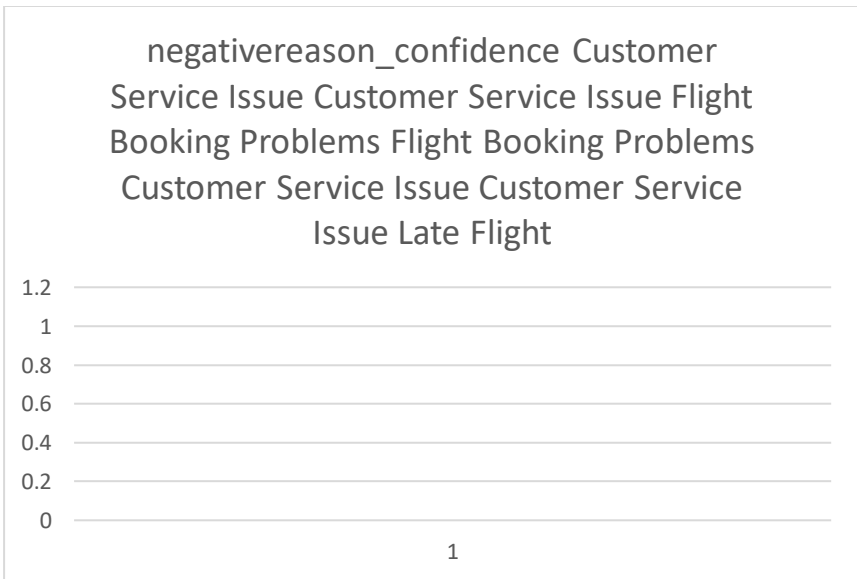 negativereason_confidence Customer
Service Issue Customer Service Issue Flight
Booking Problems Flight Booking Problems
Customer Service Issue Customer Service
Issue Late Flight
1.2
1
0.8
0.6
0.4
0.2
0
1